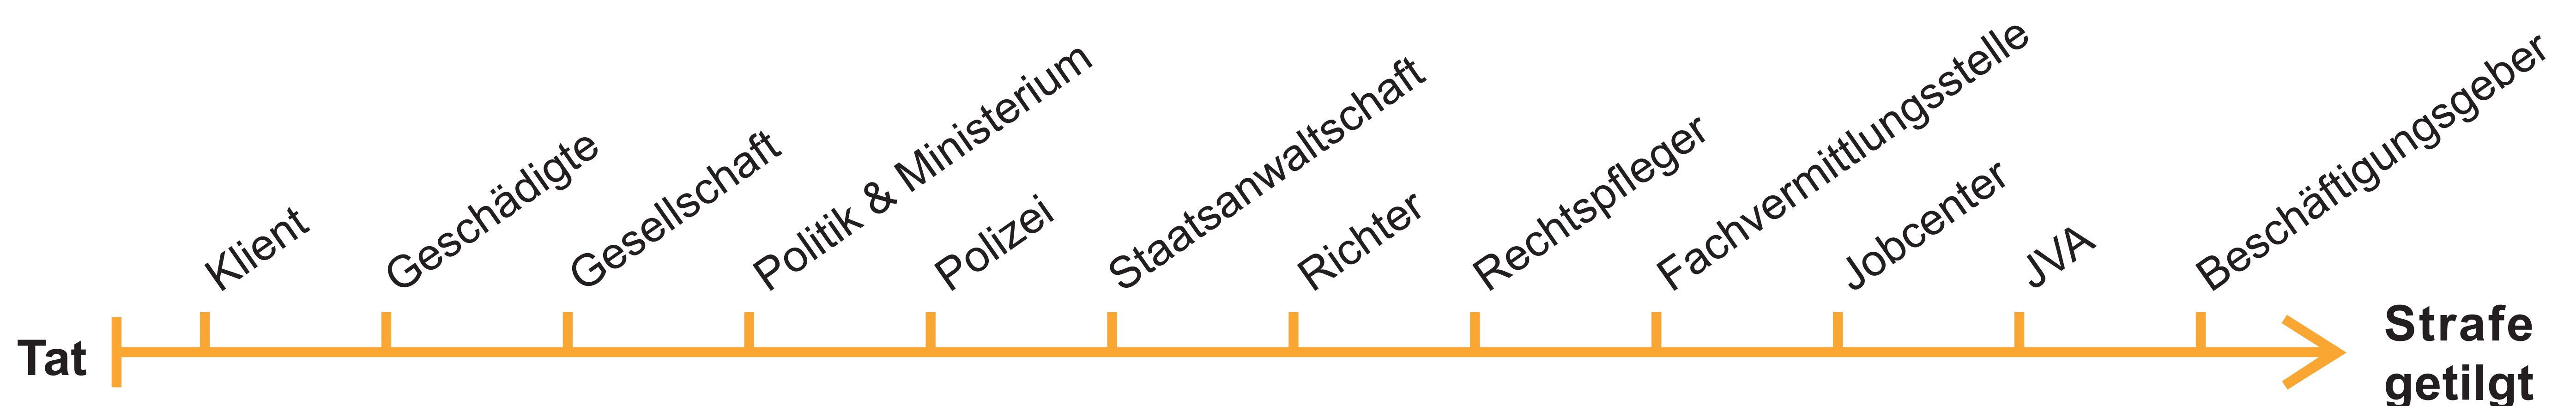 Tat
Klient
Geschädigte
Gesellschaft
Politik & Ministerium
Polizei
Staatsanwaltschaft
Richter
Rechtspfleger
Fachvermittlungsstelle
Jobcenter
JVA
Beschäftigungsgeber
Strafe
getilgt